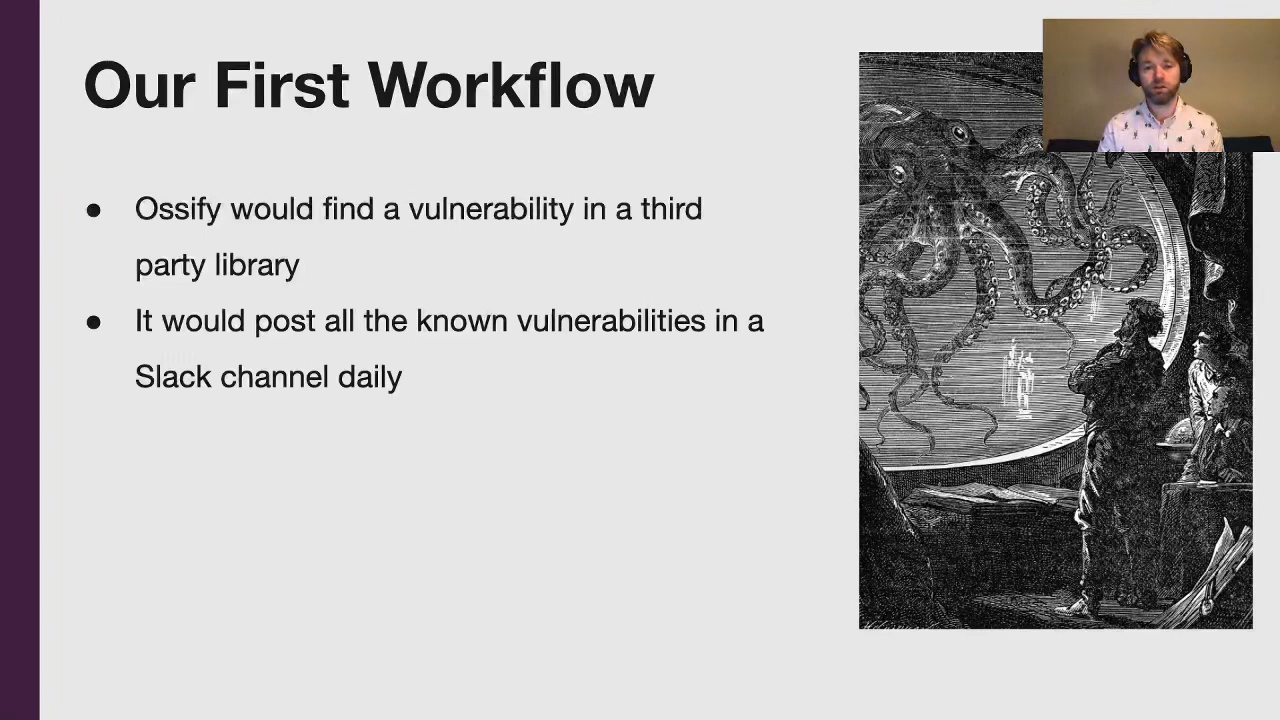 Our First Workflow
● Ossify would find a vulnerability in a third
party library
● It would post all the known vulnerabilities in a
Slack channel daily